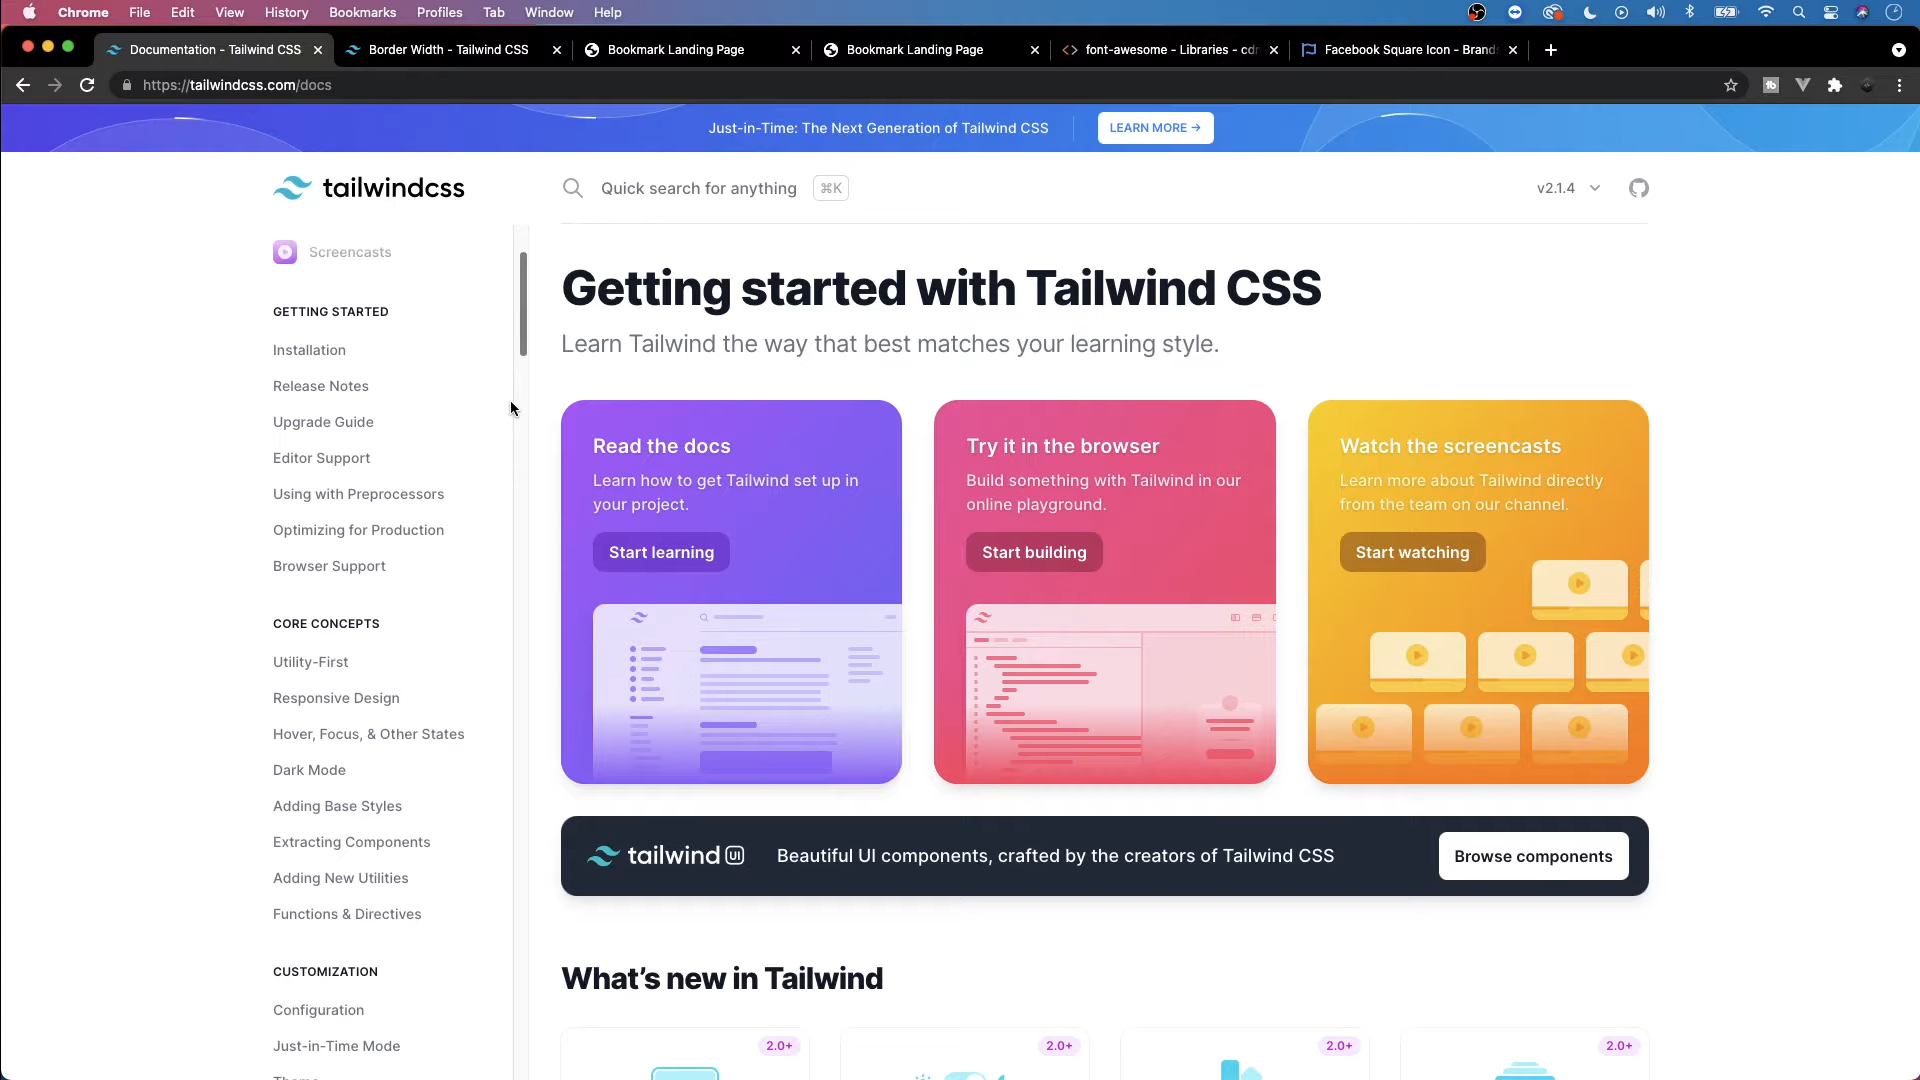 Chrome File Edit View History Bookmarks Profiles Tab Window Help
Documentation - Tailwind CSS
Border Width - Tailwind CSS
Bookmark Landing Page
Bookmark Landing Page
font-awesome - Libraries - cdn
Facebook Square Icon - Brands
https://tailwindcss.com/docs
Just-in-Time: The Next Generation of Tailwind CSS
LEARN MORE →
tailwindcss
Quick search for anything ⌘K
v2.1.4
Screencasts
GETTING STARTED
Installation
Release Notes
Upgrade Guide
Editor Support
Using with Preprocessors
Optimizing for Production
Browser Support
CORE CONCEPTS
Utility-First
Responsive Design
Hover, Focus, & Other States
Dark Mode
Adding Base Styles
Extracting Components
Adding New Utilities
Functions & Directives
CUSTOMIZATION
Configuration
Just-in-Time Mode
Getting started with Tailwind CSS
Learn Tailwind the way that best matches your learning style.
Read the docs
Learn how to get Tailwind set up in
your project.
Start learning
Try it in the browser
Build something with Tailwind in our
online playground.
Start building
Watch the screencasts
Learn more about Tailwind directly
from the team on our channel.
Start watching
tailwind UI
Beautiful UI components, crafted by the creators of Tailwind CSS
Browse components
What's new in Tailwind
2.0+
2.0+
2.0+
2.0+